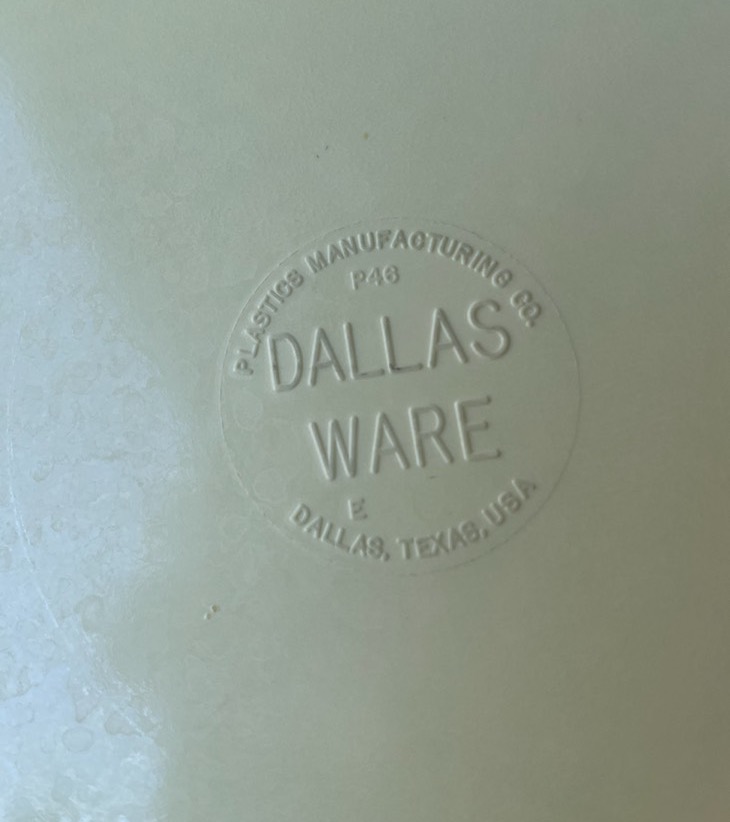 PLASTICS MANUFACTURING CO.
P46
DALLAS
WARE
E
DALLAS, TEXAS, USA